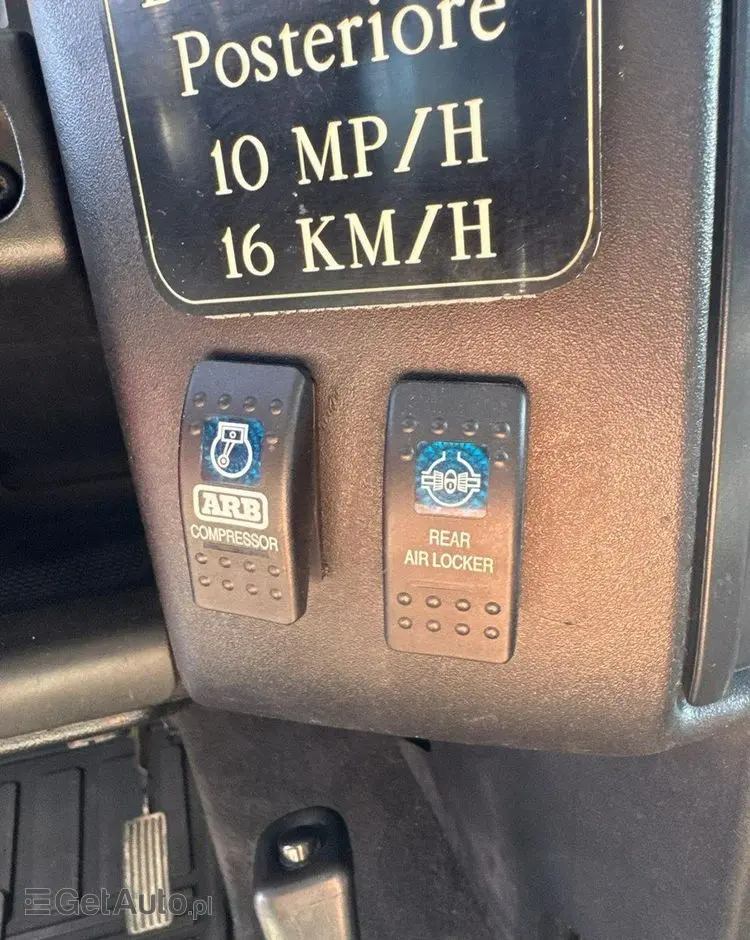 Posteriore
10 MP/H
16 KM/H
ARB
COMPRESSOR
REAR
AIR LOCKER
GetAuto.pl